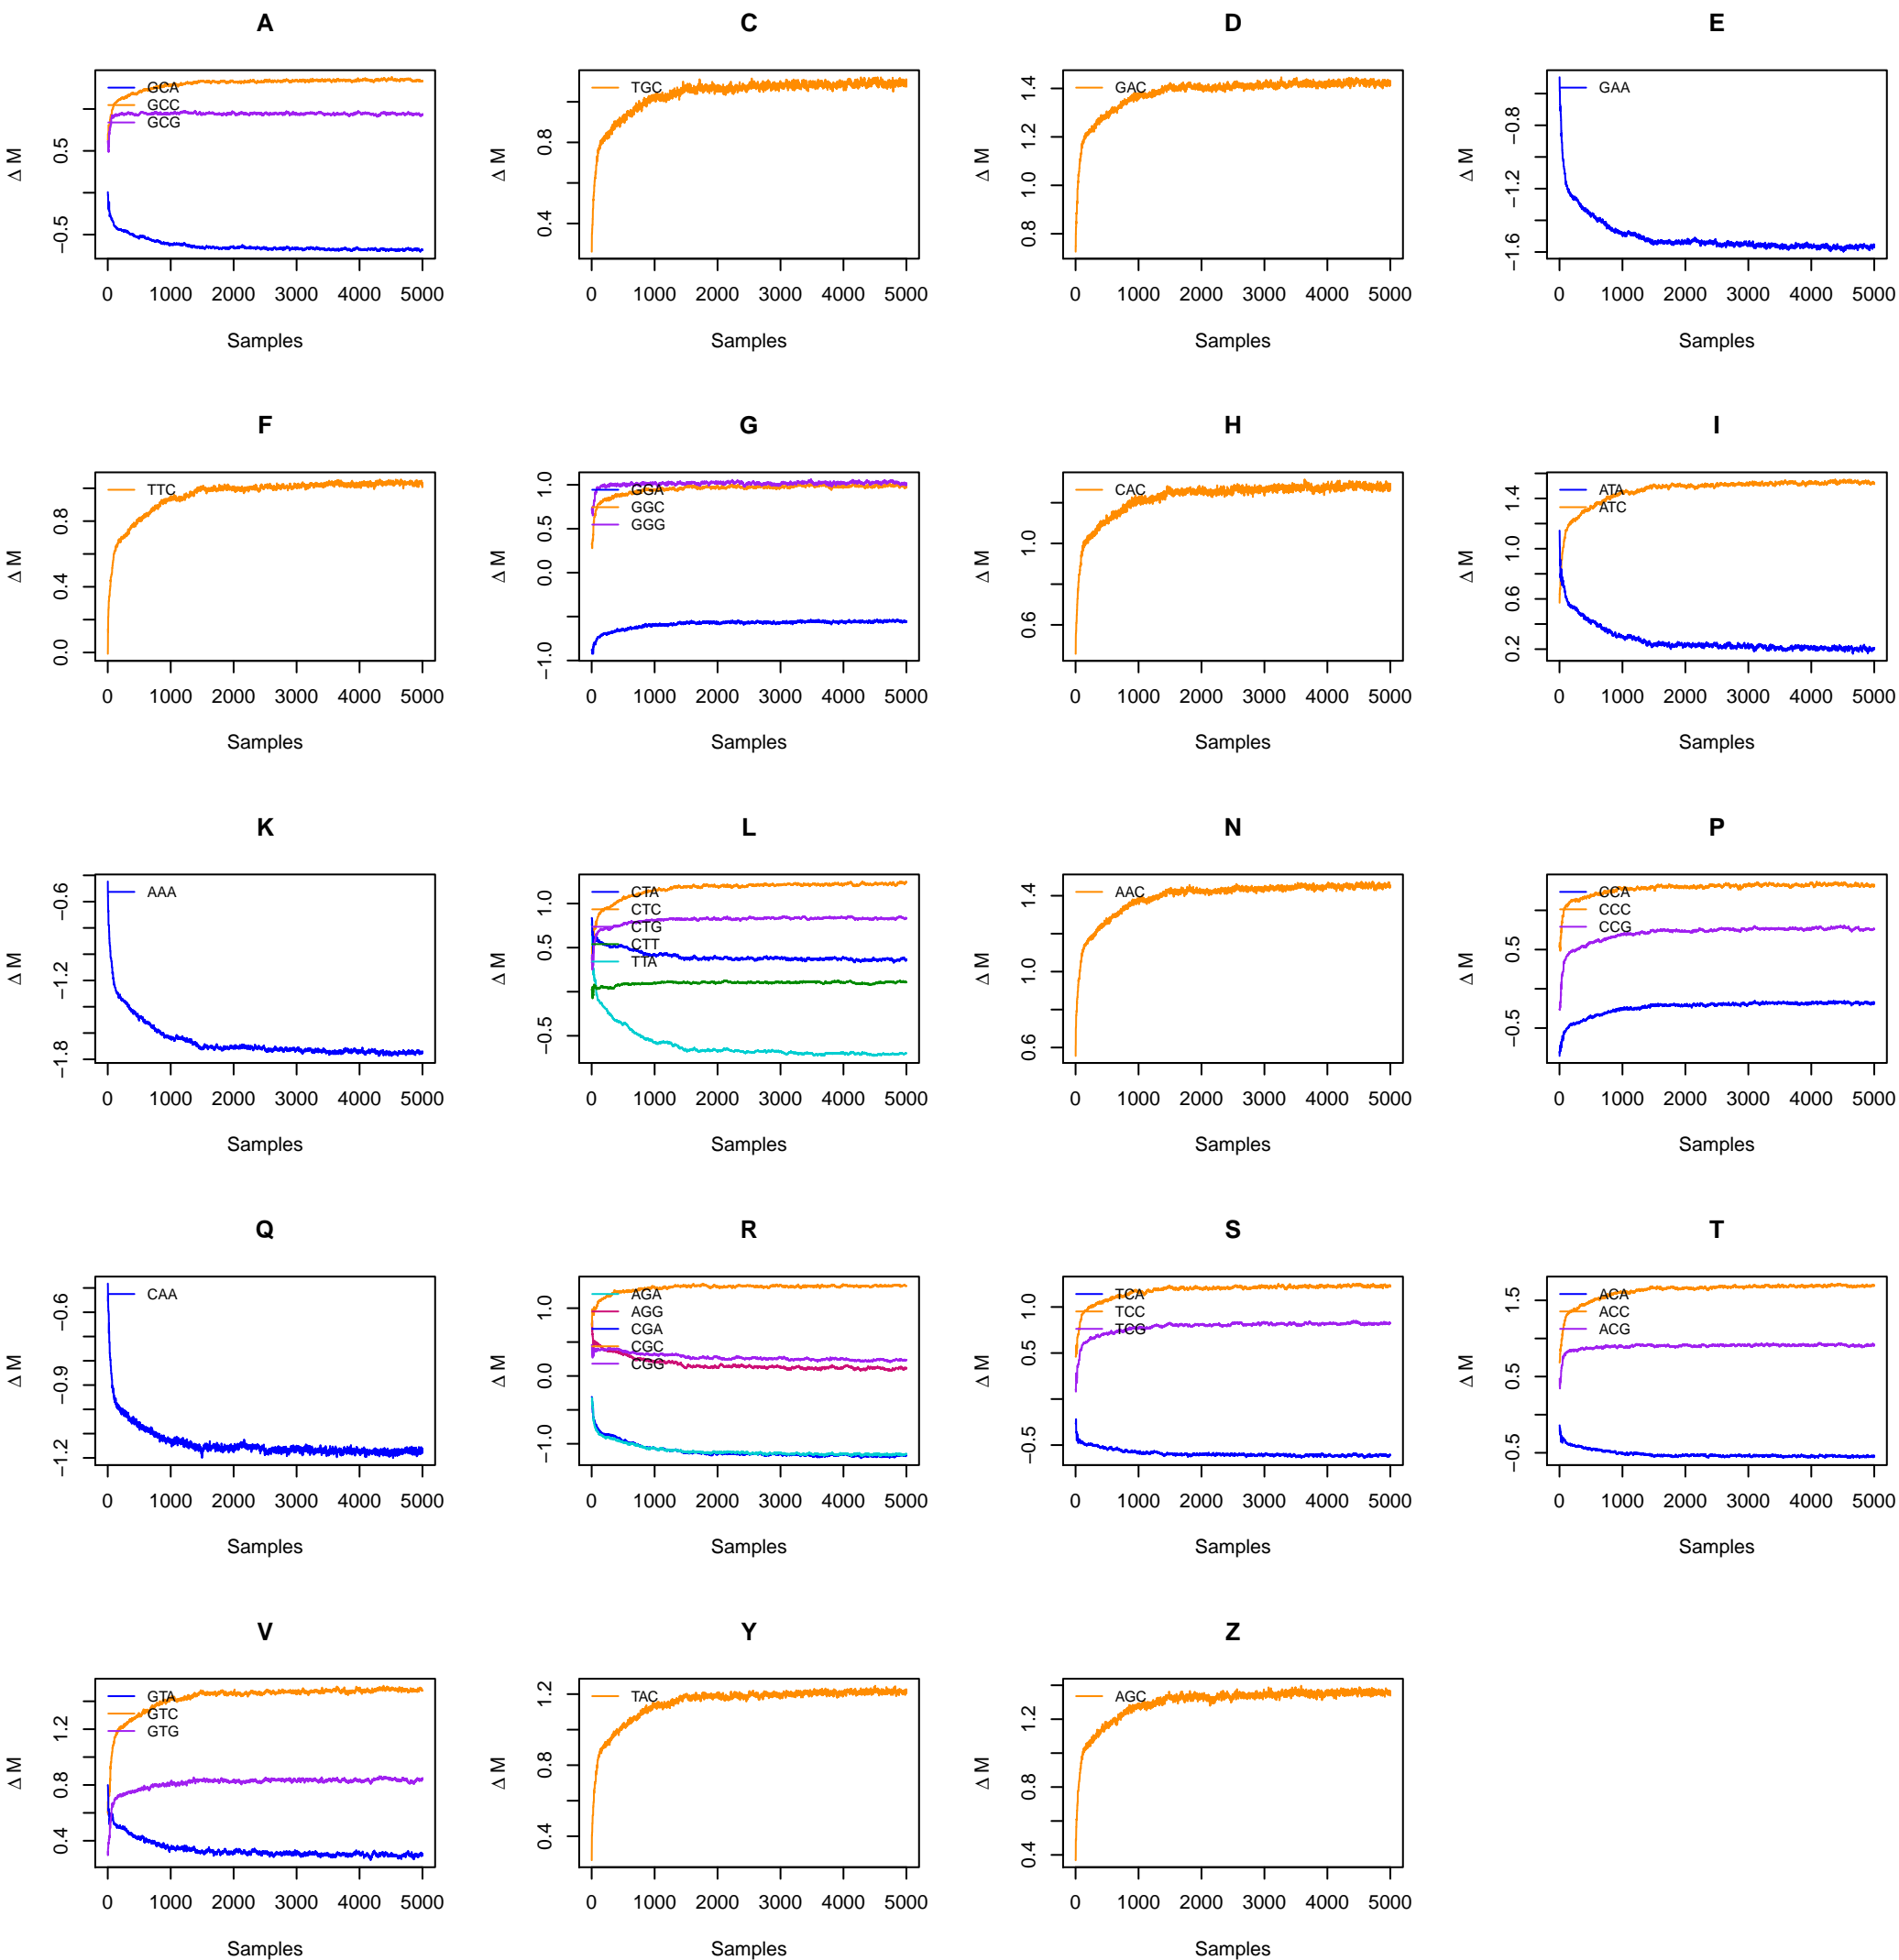 A
C
D
E
Δ M
0.5
−0.5
GCA
GCC
GCG
0 1000 2000 3000 4000 5000
Samples
Δ M
0.8
0.4
TGC
0 1000 2000 3000 4000 5000
Samples
Δ M
1.4
1.2
1.0
0.8
GAC
0 1000 2000 3000 4000 5000
Samples
Δ M
−0.8
−1.2
−1.6
GAA
0 1000 2000 3000 4000 5000
Samples
F
G
H
I
Δ M
0.8
0.4
0.0
TTC
0 1000 2000 3000 4000 5000
Samples
Δ M
1.0
0.5
0.0
−1.0
GGA
GGC
GGG
0 1000 2000 3000 4000 5000
Samples
Δ M
1.0
0.6
CAC
0 1000 2000 3000 4000 5000
Samples
Δ M
1.4
1.0
0.6
0.2
ATA
ATC
0 1000 2000 3000 4000 5000
Samples
K
L
N
P
Δ M
−0.6
−1.2
−1.8
AAA
0 1000 2000 3000 4000 5000
Samples
Δ M
1.0
0.5
−0.5
CTA
CTC
CTG
CTT
TTA
0 1000 2000 3000 4000 5000
Samples
Δ M
1.4
1.0
0.6
AAC
0 1000 2000 3000 4000 5000
Samples
Δ M
0.5
−0.5
CCA
CCC
CCG
0 1000 2000 3000 4000 5000
Samples
Q
R
S
T
Δ M
−0.6
−0.9
−1.2
CAA
0 1000 2000 3000 4000 5000
Samples
Δ M
1.0
0.0
−1.0
AGA
AGG
CGA
CGC
CGG
0 1000 2000 3000 4000 5000
Samples
Δ M
1.0
0.5
−0.5
TCA
TCC
TCG
0 1000 2000 3000 4000 5000
Samples
Δ M
1.5
0.5
−0.5
ACA
ACC
ACG
0 1000 2000 3000 4000 5000
Samples
V
Y
Z
Δ M
1.2
0.8
0.4
GTA
GTC
GTG
0 1000 2000 3000 4000 5000
Samples
Δ M
1.2
0.8
0.4
TAC
0 1000 2000 3000 4000 5000
Samples
Δ M
1.2
0.8
0.4
AGC
0 1000 2000 3000 4000 5000
Samples